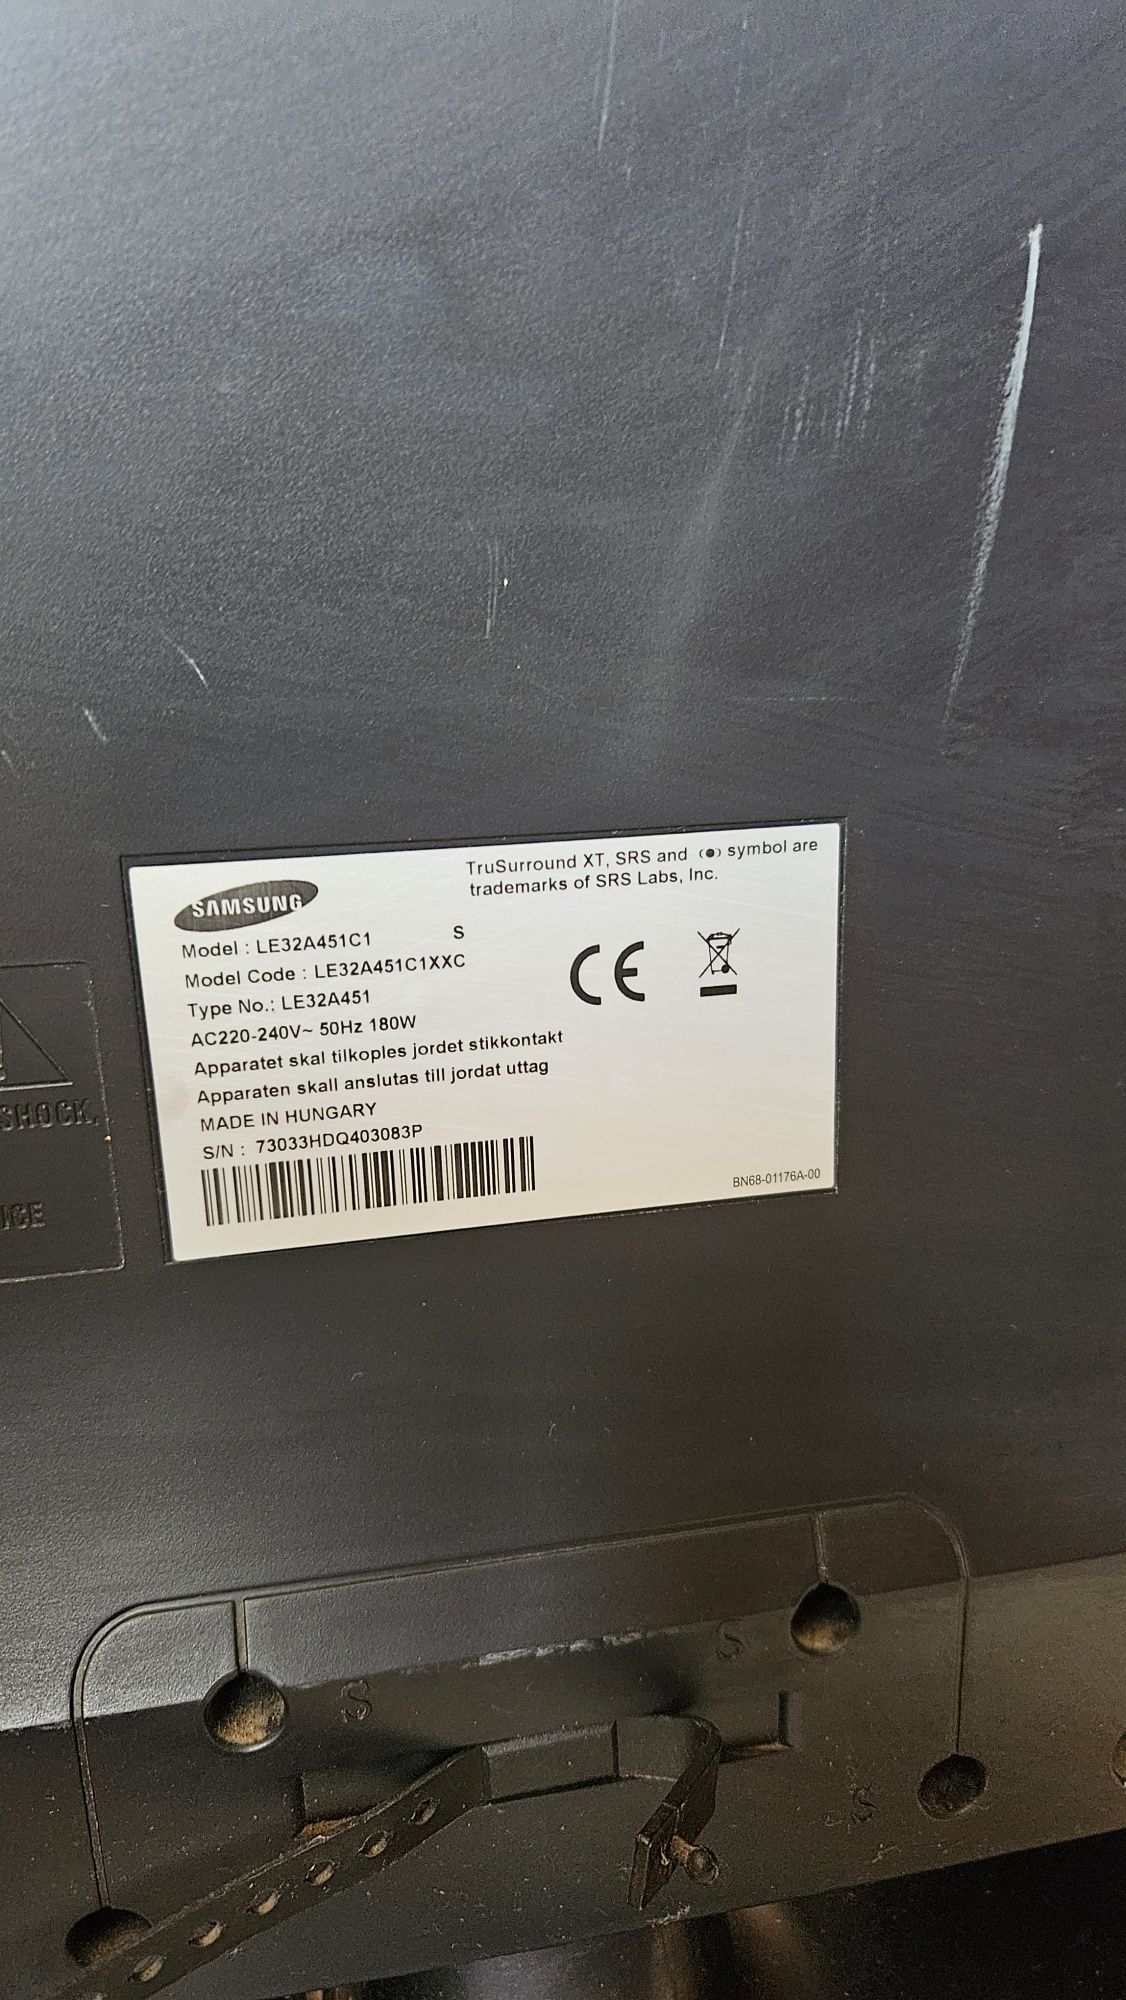 TruSurround XT, SRS and (●) symbol are
trademarks of SRS Labs, Inc.
SAMSUNG
Model : LE32A451C1 S
Model Code : LE32A451C1XXC
Type No.: LE32A451
AC220-240V~ 50Hz 180W
Apparatet skal tilkoples jordet stikkontakt
Apparaten skall anslutas till jordat uttag
MADE IN HUNGARY
S/N : 73033HDQ403083P
BN68-01176A-00
CE
SHOCK,
S
S
S